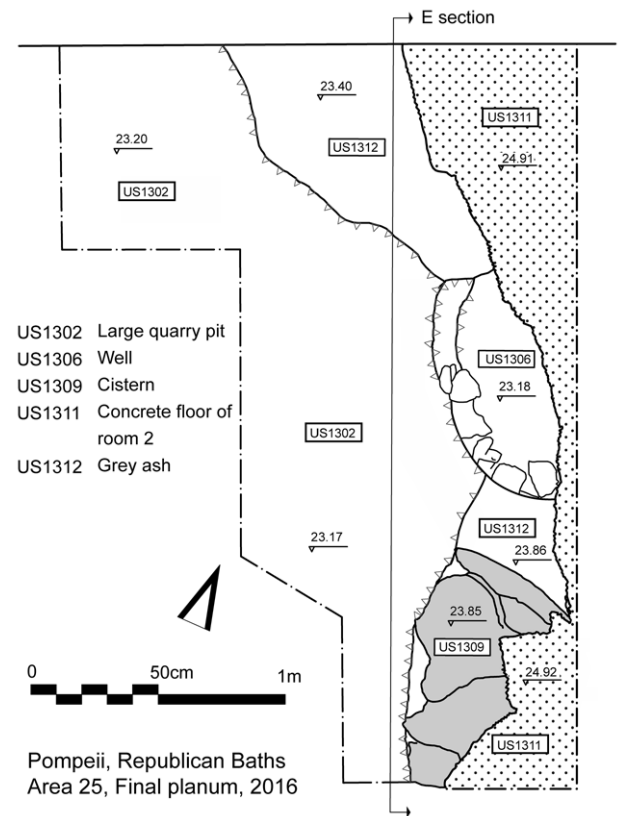 E section
23.40
US1311
23.20
US1312
24.91
US1302
US1302 Large quarry pit
US1306 Well
US1309 Cistern
US1311 Concrete floor of
room 2
US1312 Grey ash
US1306
23.18
US1302
US1312
23.17
23.86
23.85
US1309
24.92
US1311
0 50cm 1m
Pompeii, Republican Baths
Area 25, Final planum, 2016